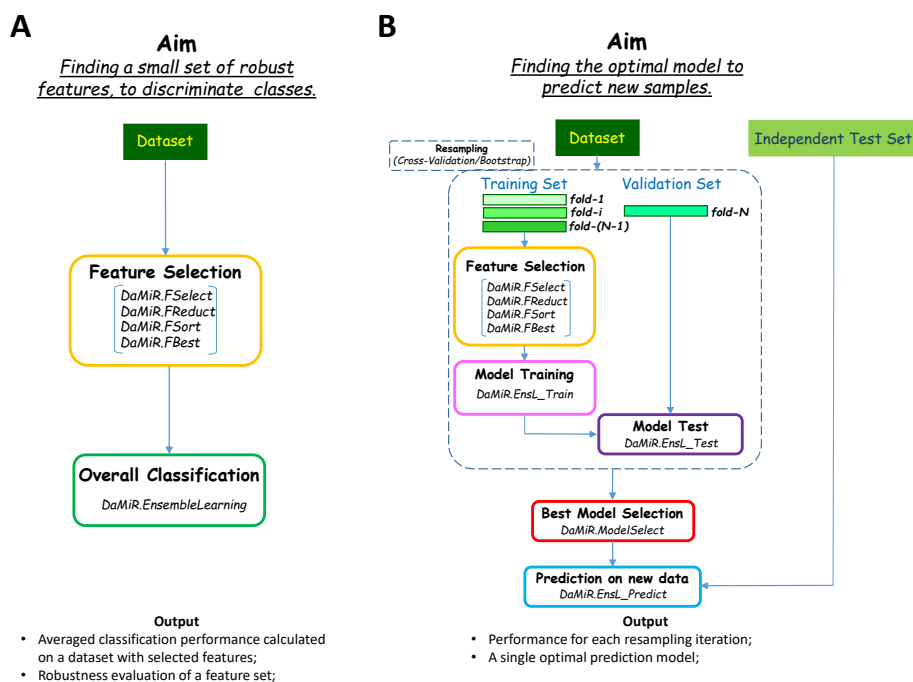 A
Aim
Finding a small set of robust
features, to discriminate classes.
Dataset
Feature Selection
DaMiR.FSelect
DaMiR.FReduct
DaMiR.FSort
DaMiR.FBest
Overall Classification
DaMiR.EnsembleLearning
Output
• Averaged classification performance calculated
on a dataset with selected features;
• Robustness evaluation of a feature set;
B
Aim
Finding the optimal model to
predict new samples.
Dataset
Independent Test Set
Resampling
(Cross-Validation/Bootstrap)
Training Set
fold-1
fold-i
fold-(N-1)
Validation Set
fold-N
Feature Selection
DaMiR.FSelect
DaMiR.FReduct
DaMiR.FSort
DaMiR.FBest
Model Training
DaMiR.EnsL_Train
Model Test
DaMiR.EnsL_Test
Best Model Selection
DaMiR.ModelSelect
Prediction on new data
DaMiR.EnsL_Predict
Output
• Performance for each resampling iteration;
• A single optimal prediction model;